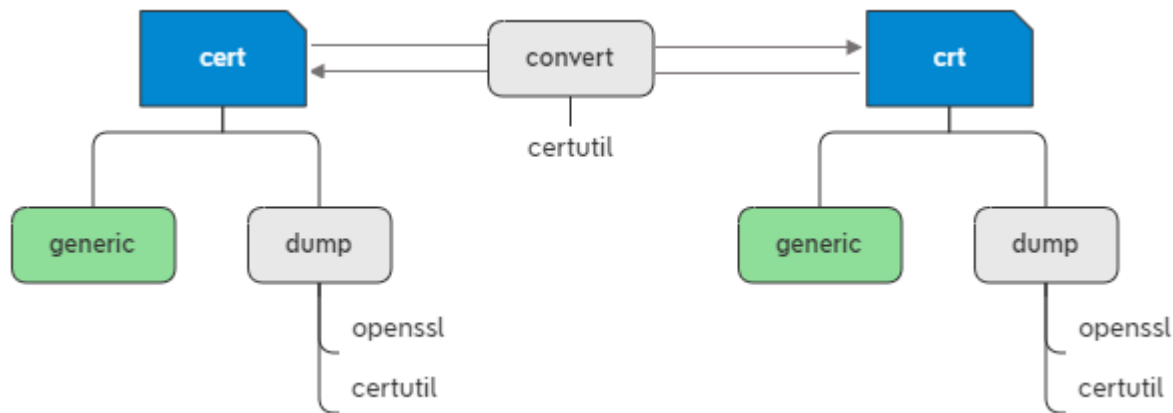 cert
convert
crt
certutil
generic
dump
generic
dump
openssl
openssl
certutil
certutil